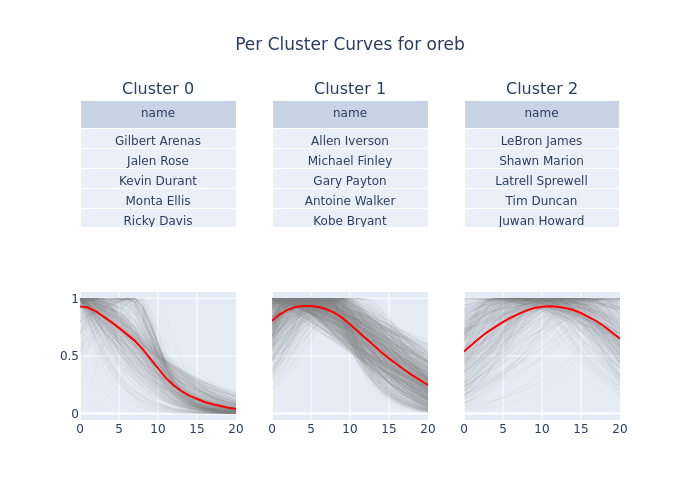 Per Cluster Curves for oreb
Cluster 0
name
Gilbert Arenas
Jalen Rose
Kevin Durant
Monta Ellis
Ricky Davis
Cluster 1
name
Allen Iverson
Michael Finley
Gary Payton
Antoine Walker
Kobe Bryant
Cluster 2
name
LeBron James
Shawn Marion
Latrell Sprewell
Tim Duncan
Juwan Howard
1
0.5
0
0 5 10 15 20
0 5 10 15 20
0 5 10 15 20